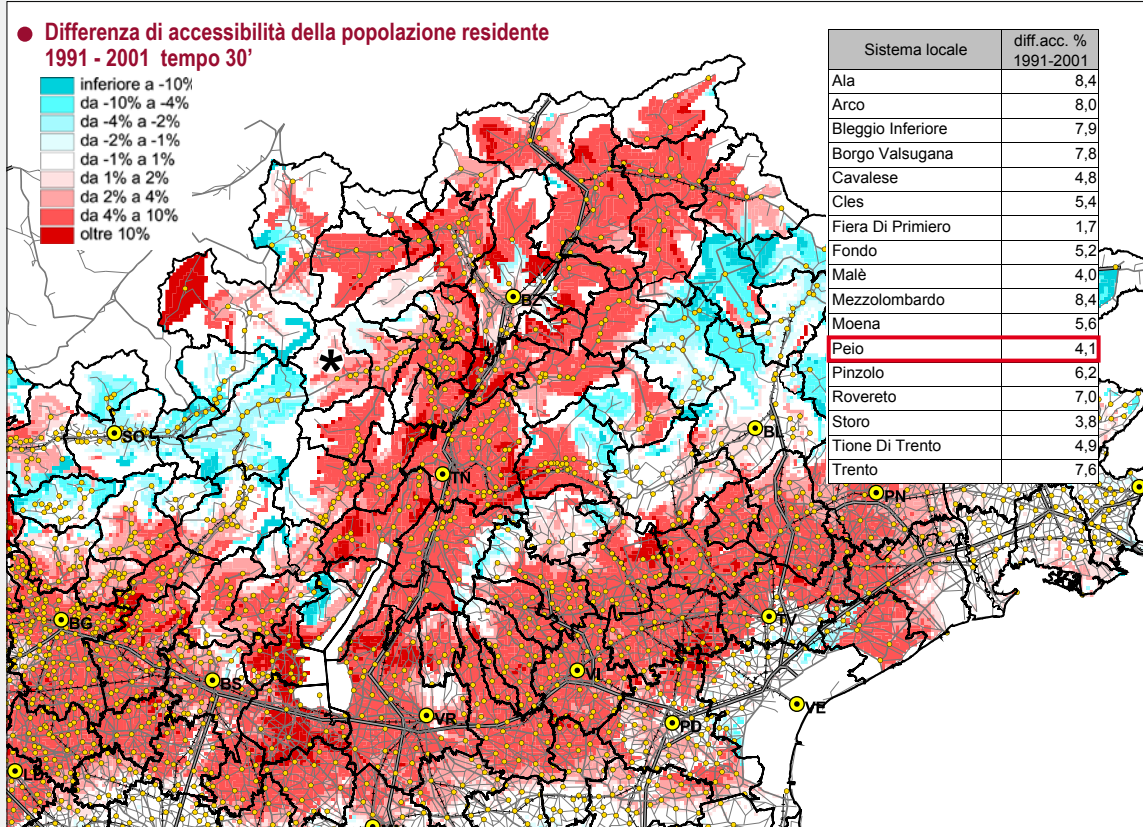 ● Differenza di accessibilità della popolazione residente
1991 - 2001 tempo 30'
inferiore a -10%
da -10% a -4%
da -4% a -2%
da -2% a -1%
da -1% a 1%
da 1% a 2%
da 2% a 4%
da 4% a 10%
oltre 10%
Sistema locale diff.acc. % 1991-2001
Ala 8,4
Arco 8,0
Bleggio Inferiore 7,9
Borgo Valsugana 7,8
Cavalese 4,8
Cles 5,4
Fiera Di Primiero 1,7
Fondo 5,2
Malè 4,0
Mezzolombardo 8,4
Moena 5,6
Peio 4,1
Pinzolo 6,2
Rovereto 7,0
Storo 3,8
Tione Di Trento 4,9
Trento 7,6
BZ
*
SO
BL
TN
PN
BG
TV
BS
VI
VE
VR
PD